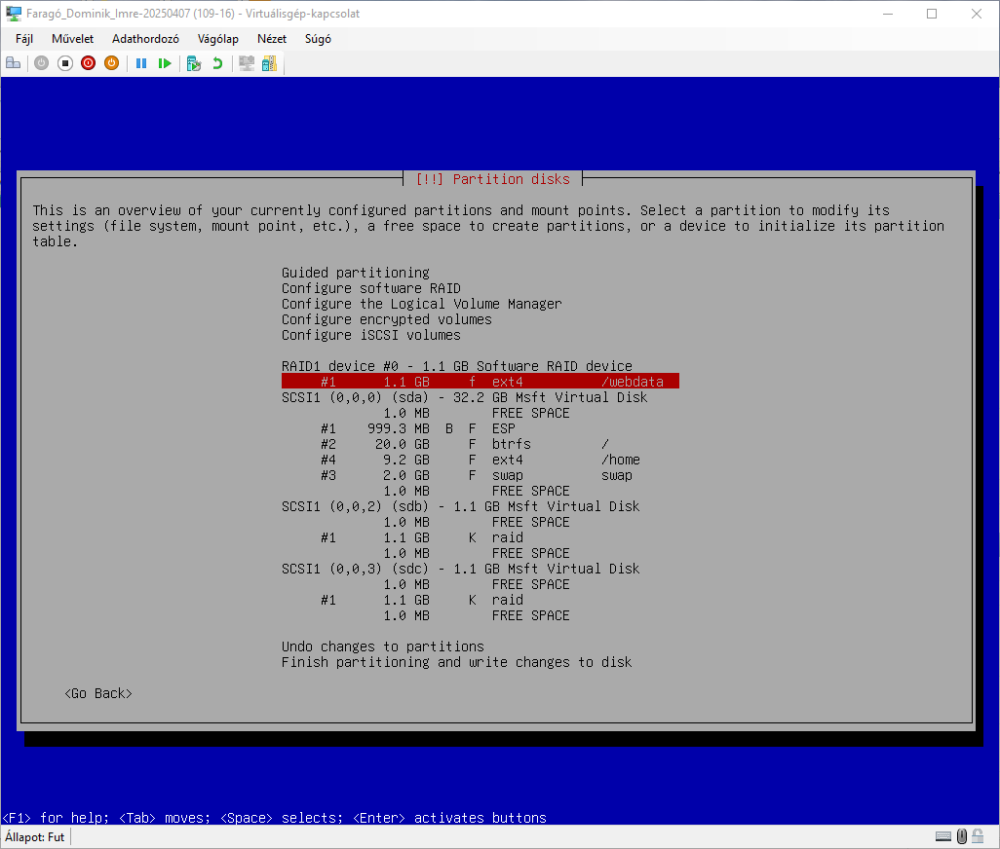 Faragó_Dominik_Imre-20250407 (109-16) - Virtuálisgép-kapcsolat
Fájl Művelet Adathordozó Vágólap Nézet Súgó
[!!] Partition disks
This is an overview of your currently configured partitions and mount points. Select a partition to modify its
settings (file system, mount point, etc.), a free space to create partitions, or a device to initialize its partition
table.
Guided partitioning
Configure software RAID
Configure the Logical Volume Manager
Configure encrypted volumes
Configure iSCSI volumes
RAID1 device #0 - 1.1 GB Software RAID device
#1 1.1 GB f ext4 /webdata
SCSI1 (0,0,0) (sda) - 32.2 GB Msft Virtual Disk
1.0 MB FREE SPACE
#1 999.3 MB B F ESP
#2 20.0 GB F btrfs /
#4 9.2 GB F ext4 /home
#3 2.0 GB F swap swap
1.0 MB FREE SPACE
SCSI1 (0,0,2) (sdb) - 1.1 GB Msft Virtual Disk
1.0 MB FREE SPACE
#1 1.1 GB K raid
1.0 MB FREE SPACE
SCSI1 (0,0,3) (sdc) - 1.1 GB Msft Virtual Disk
1.0 MB FREE SPACE
#1 1.1 GB K raid
1.0 MB FREE SPACE
Undo changes to partitions
Finish partitioning and write changes to disk
<Go Back>
<F1> for help; <Tab> moves; <Space> selects; <Enter> activates buttons
Állapot: Fut